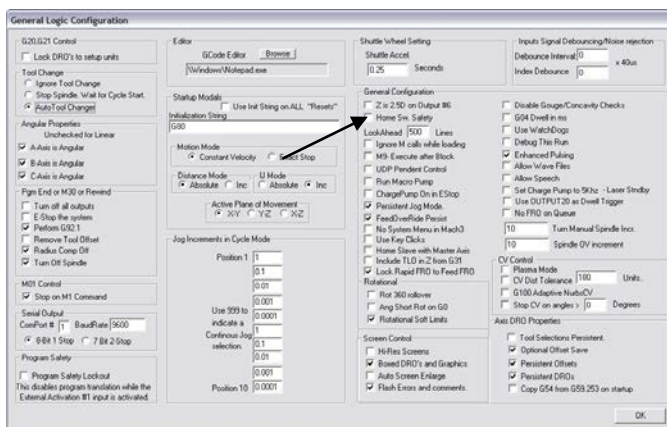 General Logic Configuration
G20,G21 Control
Lock DRO's to setup units
Tool Change
Ignore Tool Change
Stop Spindle. Wait for Cycle Start.
Auto Tool Changer
Angular Properties
Unchecked for Linear
A-Axis is Angular
B-Axis is Angular
C-Axis is Angular
Pgm End or M30 or Rewind
Turn off all outputs
E-Stop the system
Perform G92.1
Remove Tool Offset
Radius Comp Off
Turn Off Spindle
M01 Control
Stop on M1 Command
Serial Output
ComPort # 1 BaudRate 9600
8-Bit 1 Stop 7 Bit 2-Stop
Program Safety
Program Safety Lockout
This disables program translation while the
External Activation #1 input is activated.
Editor
GCode Editor Browse
\Windows\Notepad.exe
Startup Modals
Use Init String on ALL "Resets"
Initialization String
G80
Motion Mode
Constant Velocity Exact Stop
Distance Mode
Absolute Inc
IJ Mode
Absolute Inc
Active Plane of Movement
X-Y Y-Z X-Z
Jog Increments in Cycle Mode
Position 1 1
0.1
0.01
0.001
0.0001
1
0.1
0.01
0.001
Position 10 0.0001
Use 999 to
indicate a
Continous Jog
selection.
Shuttle Wheel Setting
Shuttle Accel.
0.25 Seconds
General Configuration
Z is 2.5D on Output #6
Home Sw. Safety
LookAhead 500 Lines
Ignore M calls while loading
M9- Execute after Block
UDP Pendent Control
Run Macro Pump
ChargePump On in EStop
Persistent Jog Mode.
FeedOveRide Persist
No System Menu in Mach3
Use Key Clicks
Home Slave with Master Axis
Include TLO in Z from G31
Lock Rapid FRO to Feed FRO
Rotational
Rot 360 rollover
Ang Short Rot on G0
Rotational Soft Limits
Screen Control
Hi-Res Screens
Boxed DRO's and Graphics
Auto Screen Enlarge
Flash Errors and comments.
Inputs Signal Debouncing/Noise rejection
Debounce Interval: 0
x 40us
Index Debounce 0
Disable Gouge/Concavity Checks
G04 Dwell in ms
Use WatchDogs
Debug This Run
Enhanced Pulsing
Allow Wave Files
Allow Speech
Set Charge Pump to 5Khz - Laser Stndby
Use OUTPUT20 as Dwell Trigger
No FRO on Queue
10 Turn Manual Spindle Incr.
10 Spindle OV increment
CV Control
Plasma Mode
CV Dist Tolerance 180 Units.
G100 Adaptive NurbsCV
Stop CV on angles > 0 Degrees
Axis DRO Properties
Tool Selections Persistent.
Optional Offset Save
Persistent Offsets
Persistent DROs
Copy G54 from G59.253 on startup
OK